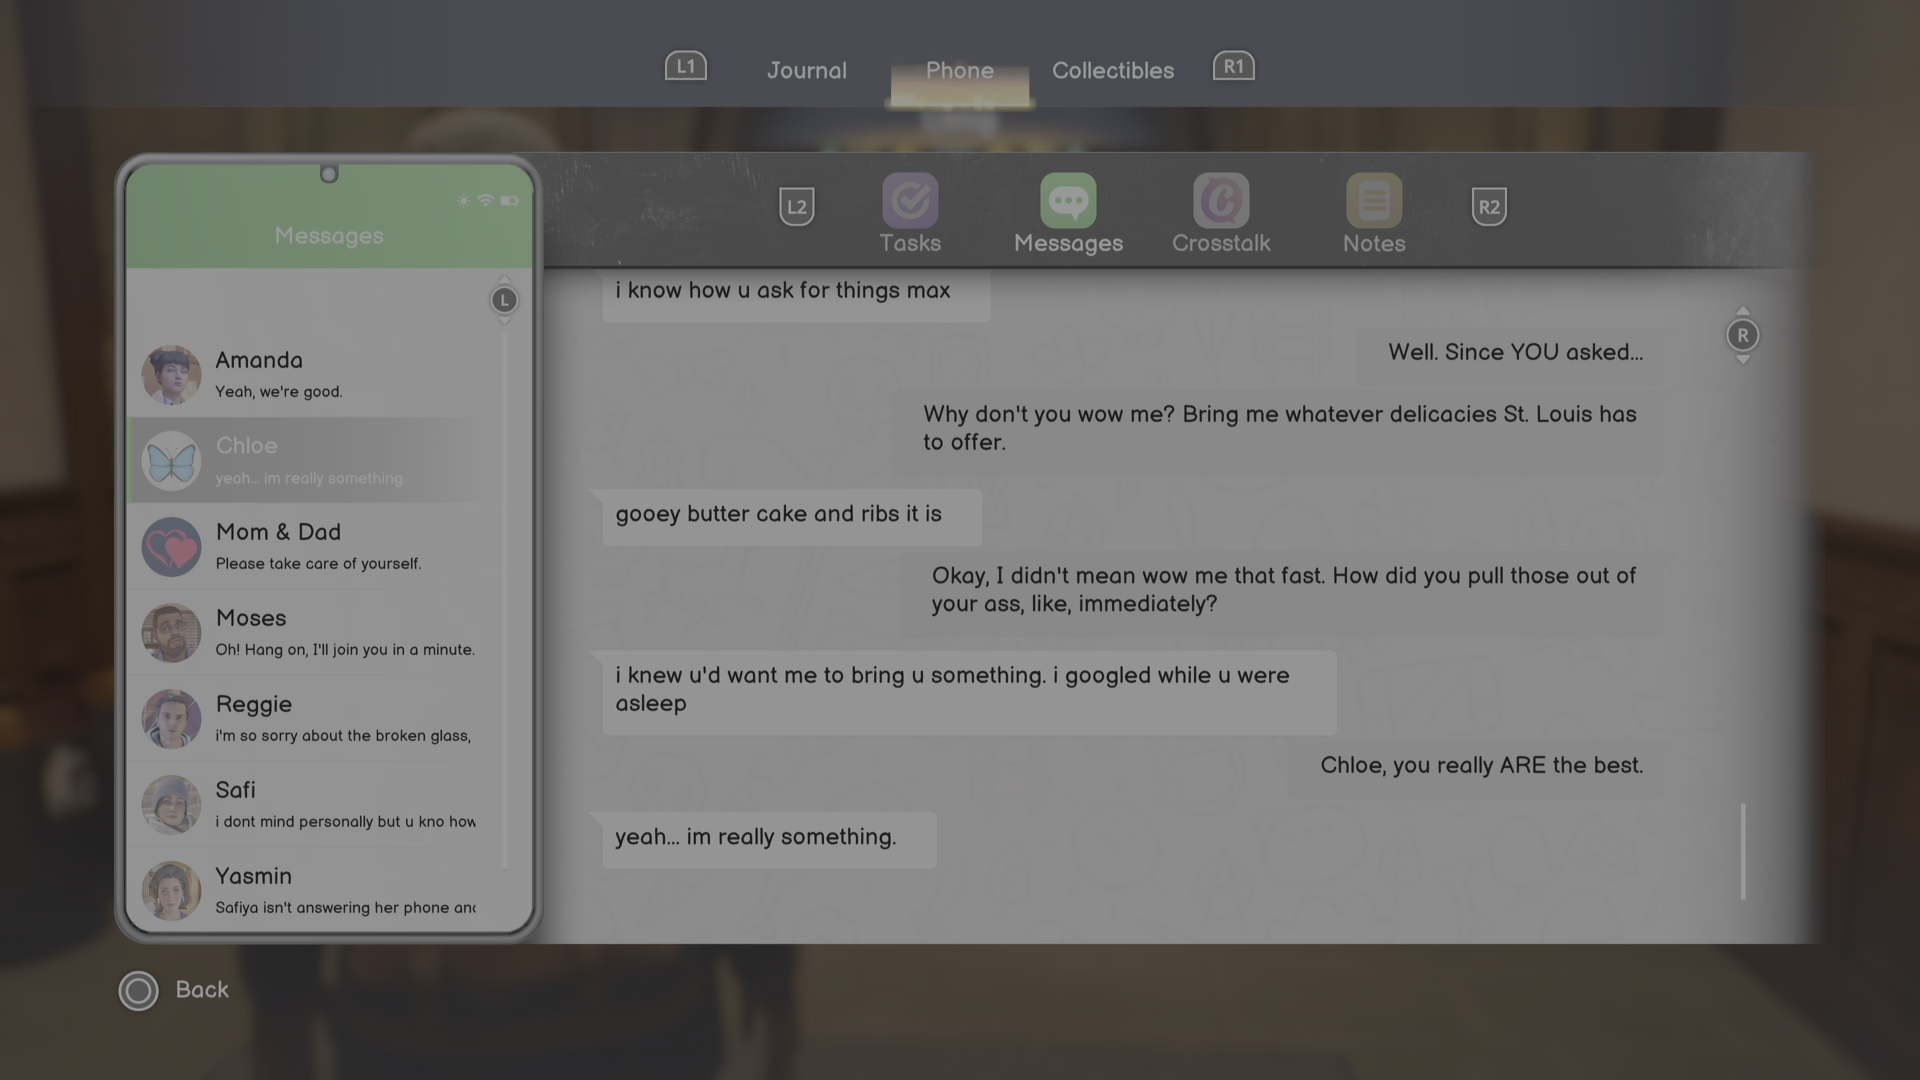 L1
Journal
Phone
Collectibles
R1
Messages
L2
Tasks
Messages
Crosstalk
Notes
R2
L
Amanda
Yeah, we're good.
Chloe
yeah... im really something.
Mom & Dad
Please take care of yourself.
Moses
Oh! Hang on, I'll join you in a minute.
Reggie
i'm so sorry about the broken glass,
Safi
i dont mind personally but u kno how
Yasmin
Safiya isn't answering her phone and
i know how u ask for things max
R
Well. Since YOU asked...
Why don't you wow me? Bring me whatever delicacies St. Louis has
to offer.
gooey butter cake and ribs it is
Okay, I didn't mean wow me that fast. How did you pull those out of
your ass, like, immediately?
i knew u'd want me to bring u something. i googled while u were
asleep
Chloe, you really ARE the best.
yeah... im really something.
Back